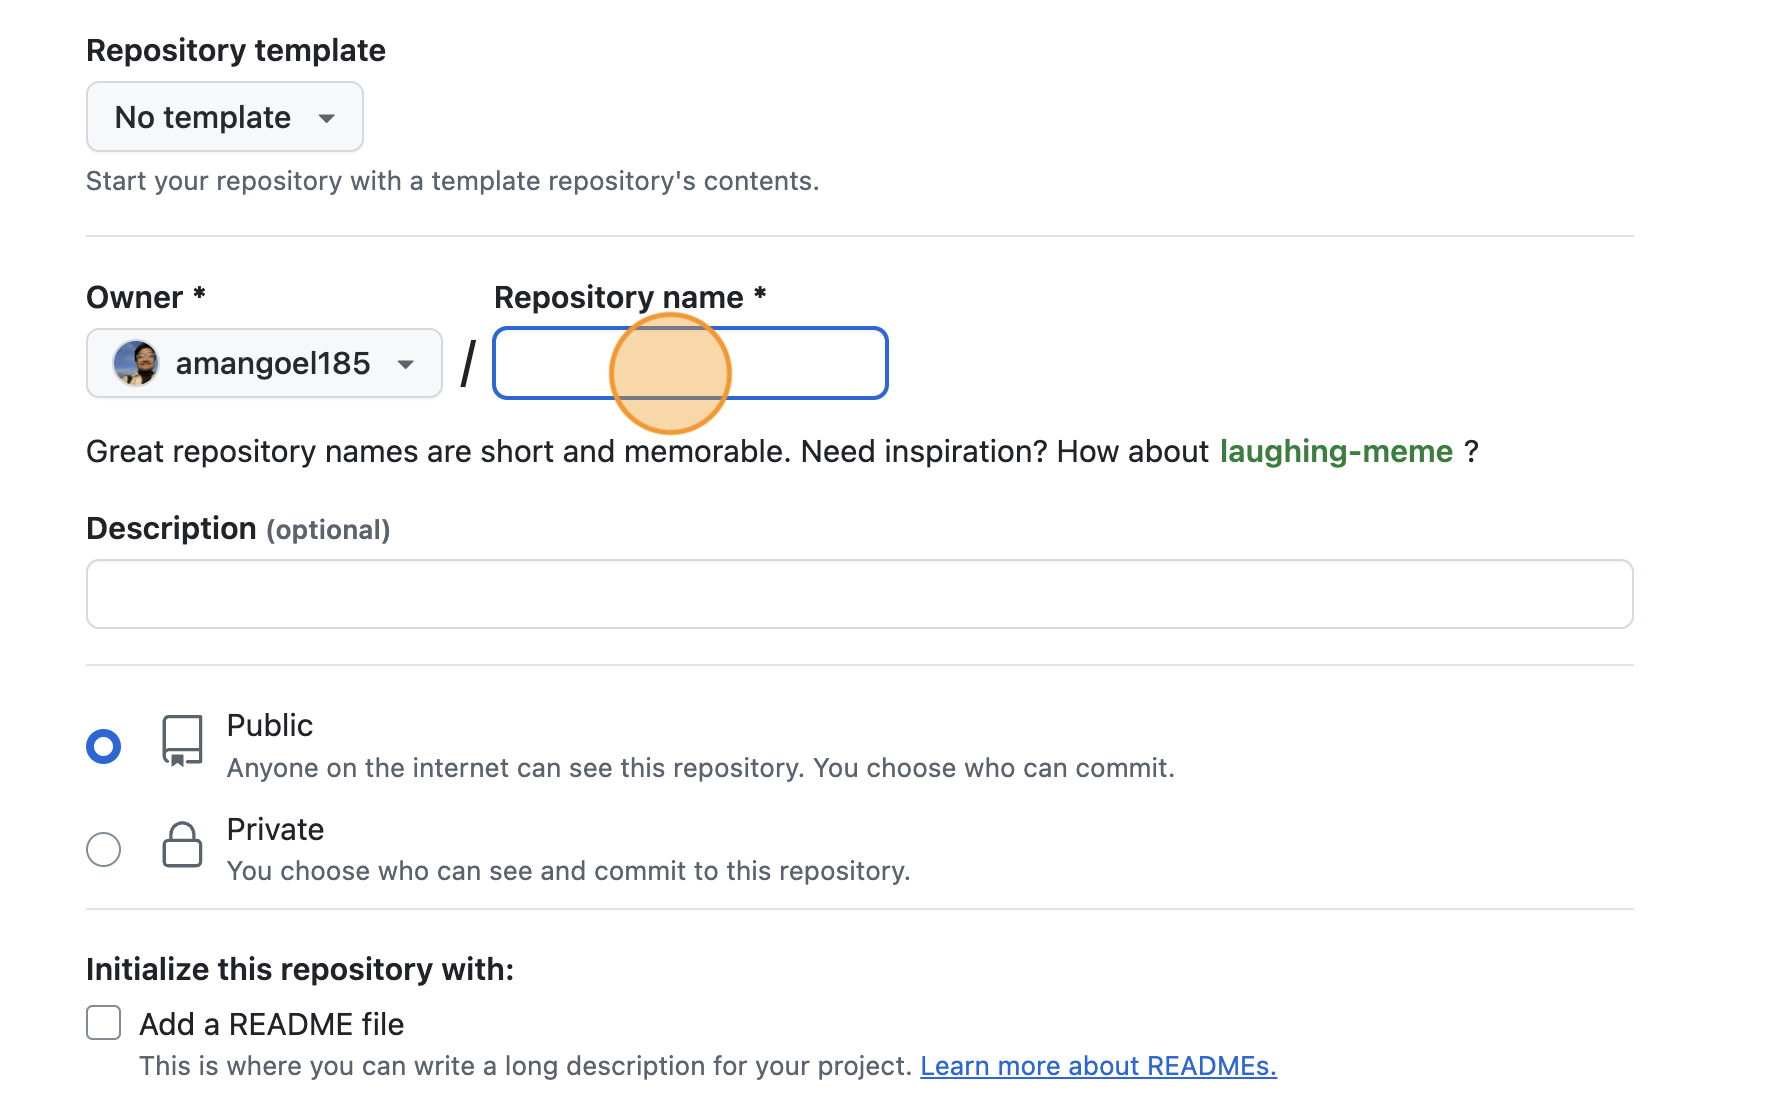 Repository template
No template
Start your repository with a template repository's contents.
Owner *
Repository name *
amangoel185
/
Great repository names are short and memorable. Need inspiration? How about laughing-meme ?
Description (optional)
Public
Anyone on the internet can see this repository. You choose who can commit.
Private
You choose who can see and commit to this repository.
Initialize this repository with:
Add a README file
This is where you can write a long description for your project. Learn more about READMEs.